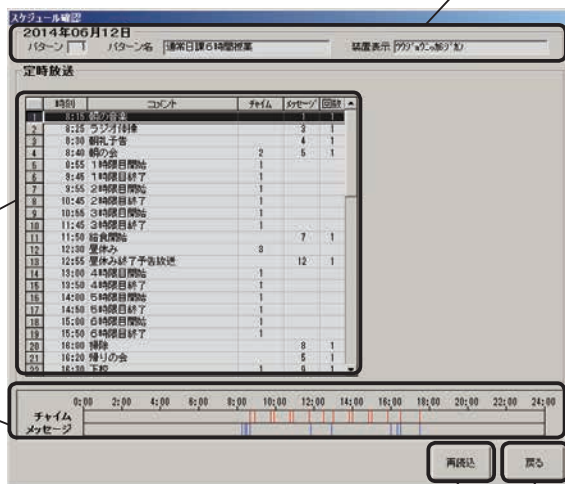 スケジュール確認
2014年06月12日
パターン 1 パターン名 通常日課6時間授業 装置表示
定時放送
時刻 コメント チャイム メッセージ 回数
1 8:15 朝の音楽 1 1
2 8:25 ラジオ体操 3 1
3 8:30 朝礼予告 4 1
4 8:40 朝の会 2 5 1
5 8:55 1時限目開始 1
6 9:45 1時限目終了 1
7 9:55 2時限目開始 1
8 10:45 2時限目終了 1
9 10:55 3時限目開始 1
10 11:45 3時限目終了 1
11 11:50 給食開始 7 1
12 12:30 昼休み 3
13 12:55 昼休み終了予告放送 12 1
14 13:00 4時限目開始 1
15 13:50 4時限目終了 1
16 14:00 5時限目開始 1
17 14:50 5時限目終了 1
18 15:00 6時限目開始 1
19 15:50 6時限目終了 1
20 16:00 掃除 8 1
21 16:20 帰りの会 5 1
22 16:30 下校 1 9 1
0:00 2:00 4:00 6:00 8:00 10:00 12:00 14:00 16:00 18:00 20:00 22:00 24:00
チャイム
メッセージ
再読込 戻る